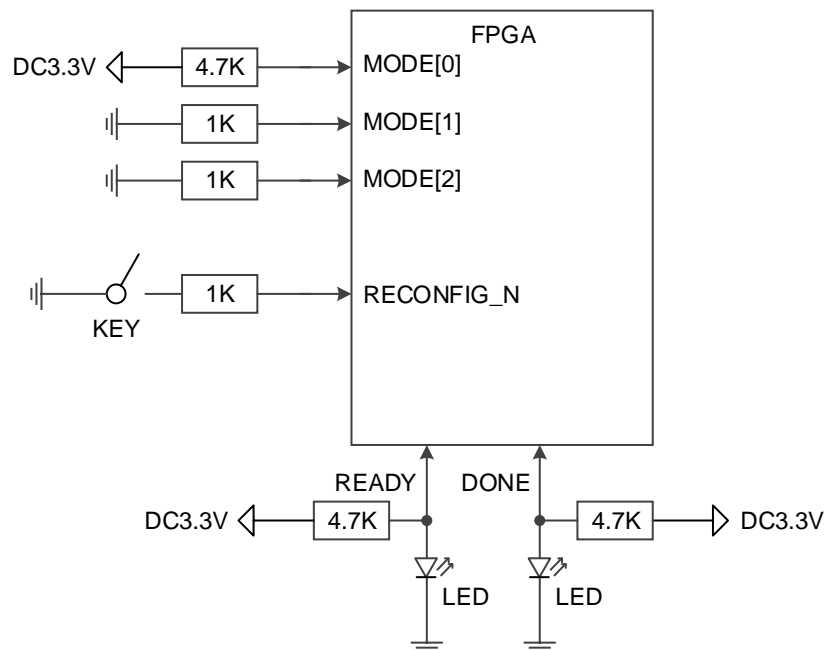 FPGA
DC3.3V 4.7K MODE[0]
1K MODE[1]
1K MODE[2]
1K RECONFIG_N
KEY
READY DONE
DC3.3V 4.7K 4.7K DC3.3V
LED LED